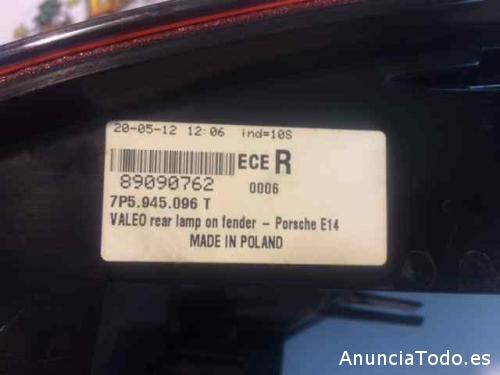 20-05-12 12:06 ind=10S
ECE R
89090762 0006
7P5.945.096 T
VALEO rear lamp on fender - Porsche E14
MADE IN POLAND
AnunciaTodo.es